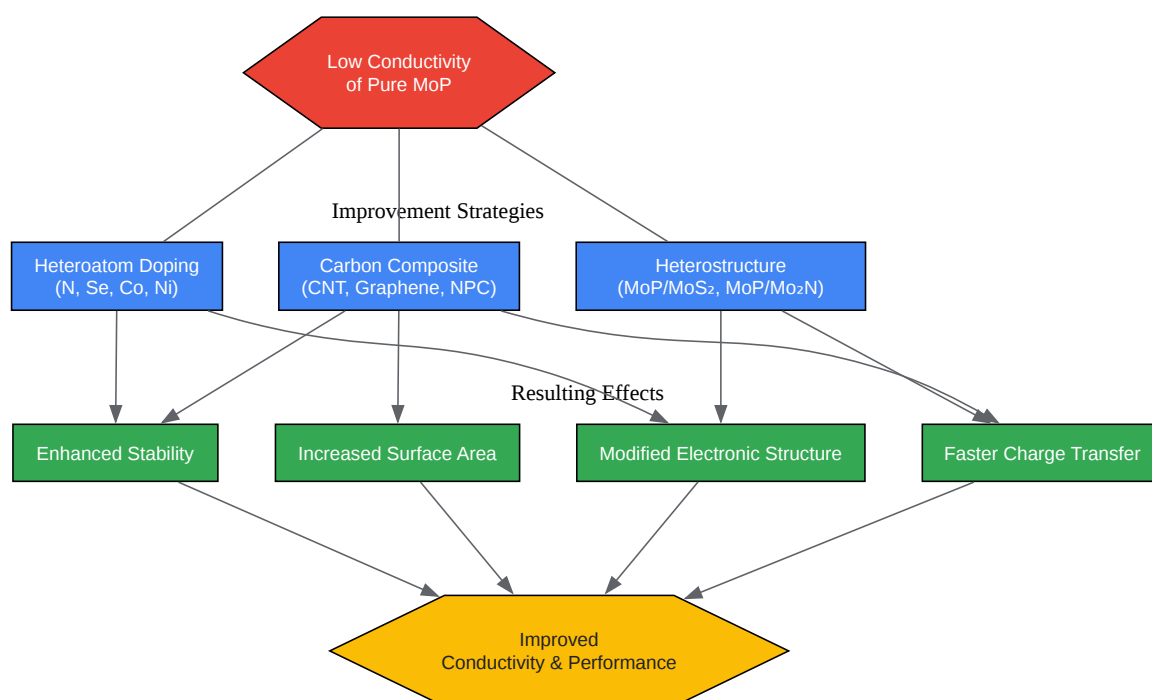 Low Conductivity
of Pure MoP
Improvement Strategies
Heteroatom Doping
(N, Se, Co, Ni)
Carbon Composite
(CNT, Graphene, NPC)
Heterostructure
(MoP/MoS₂, MoP/Mo₂N)
Resulting Effects
Enhanced Stability
Increased Surface Area
Modified Electronic Structure
Faster Charge Transfer
Improved
Conductivity & Performance